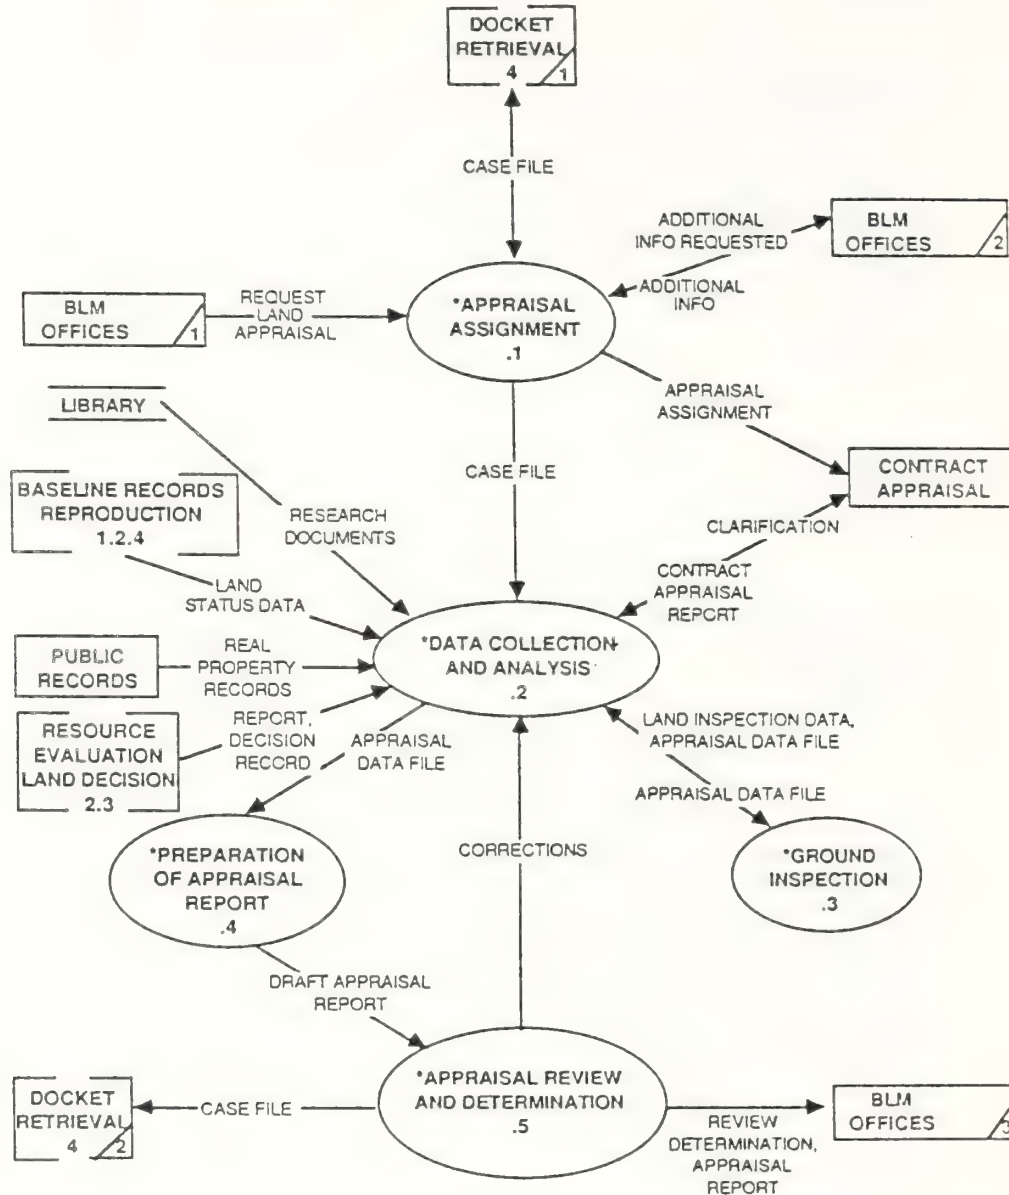 DOCKET
RETRIEVAL
4 1
CASE FILE
ADDITIONAL
INFO REQUESTED
BLM
OFFICES 2
ADDITIONAL
INFO
*APPRAISAL
ASSIGNMENT
.1
BLM
OFFICES 1
REQUEST
LAND
APPRAISAL
APPRAISAL
ASSIGNMENT
LIBRARY
CASE FILE
CONTRACT
APPRAISAL
BASELINE RECORDS
REPRODUCTION
1.2.4
RESEARCH
DOCUMENTS
CLARIFICATION
LAND
STATUS DATA
CONTRACT
APPRAISAL
REPORT
*DATA COLLECTION
AND ANALYSIS
.2
PUBLIC
RECORDS
REAL
PROPERTY
RECORDS
RESOURCE
EVALUATION
LAND DECISION
2.3
REPORT,
DECISION
RECORD
APPRAISAL
DATA FILE
LAND INSPECTION DATA,
APPRAISAL DATA FILE
APPRAISAL DATA FILE
*PREPARATION
OF APPRAISAL
REPORT
.4
CORRECTIONS
*GROUND
INSPECTION
.3
DRAFT APPRAISAL
REPORT
*APPRAISAL REVIEW
AND DETERMINATION
.5
DOCKET
RETRIEVAL
4 2
CASE FILE
BLM
OFFICES 3
REVIEW
DETERMINATION,
APPRAISAL
REPORT